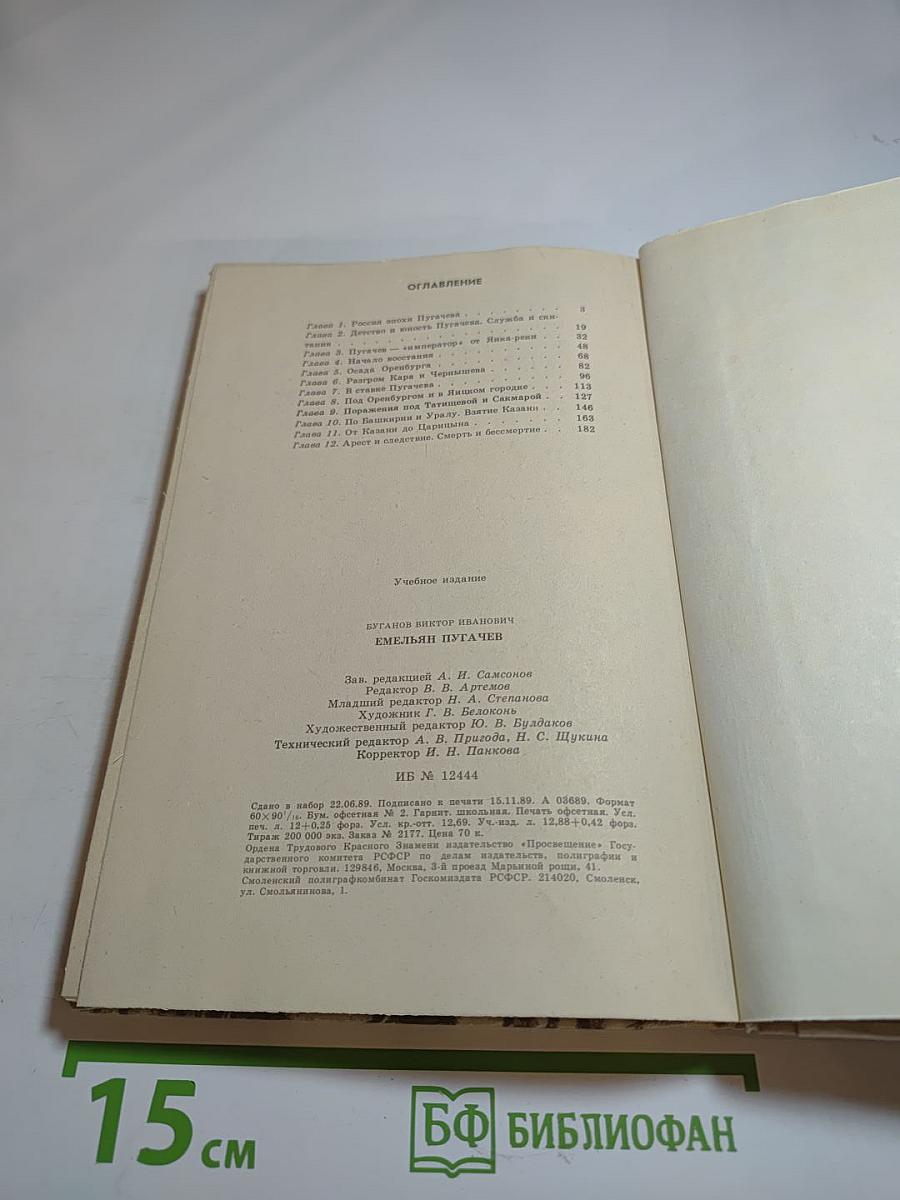 ОГЛАВЛЕНИЕ
Глава 1. Россия эпохи Пугачева . . . . . . . . 3
Глава 2. Детство и юность Пугачева. Служба и ски-
тания . . . . . . . . . . . . . . . 19
Глава 3. Пугачев — «император» от Яика-реки . . 32
Глава 4. Начало восстания . . . . . . . . . 48
Глава 5. Осада Оренбурга . . . . . . . . . 68
Глава 6. Разгром Кара и Чернышева . . . . . . 82
Глава 7. В ставке Пугачева . . . . . . . . . 96
Глава 8. Под Оренбургом и в Яицком городке . . . 113
Глава 9. Поражения под Татищевой и Сакмарой . . 127
Глава 10. По Башкирии и Уралу. Взятие Казани . . 146
Глава 11. От Казани до Царицына . . . . . . . 163
Глава 12. Арест и следствие. Смерть и бессмертие . . 182
Учебное издание
БУГАНОВ ВИКТОР ИВАНОВИЧ
ЕМЕЛЬЯН ПУГАЧЕВ
Зав. редакцией А. И. Самсонов
Редактор В. В. Артемов
Младший редактор Н. А. Степанова
Художник Г. В. Белоконь
Художественный редактор Ю. В. Булдаков
Технический редактор А. В. Пригода, Н. С. Щукина
Корректор И. Н. Панкова
ИБ № 12444
Сдано в набор 22.06.89. Подписано к печати 15.11.89. А 03689. Формат
60×90¹/₁₆. Бум. офсетная № 2. Гарнит. школьная. Печать офсетная. Усл.
печ. л. 12+0,25 форз. Усл. кр.-отт. 12,69. Уч.-изд. л. 12,88+0,42 форз.
Тираж 200 000 экз. Заказ № 2177. Цена 70 к.
Ордена Трудового Красного Знамени издательство «Просвещение» Госу-
дарственного комитета РСФСР по делам издательств, полиграфии и
книжной торговли. 129846, Москва, 3-й проезд Марьиной рощи, 41.
Смоленский полиграфкомбинат Госкомиздата РСФСР. 214020, Смоленск,
ул. Смольянинова, 1.
15 см
БФ БИБЛИОФАН